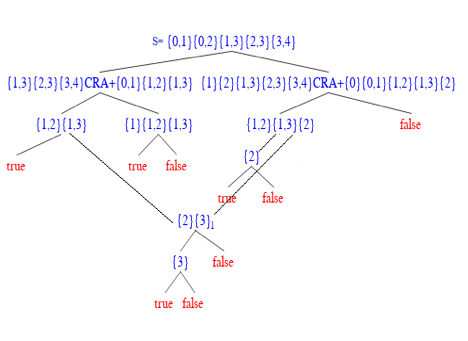 S= {0,1}{0,2}{1,3}{2,3}{3,4}
{1,3}{2,3}{3,4}CRA+{0,1}{1,2}{1,3} {1}{2}{1,3}{2,3}{3,4}CRA+{0}{0,1}{1,2}{1,3}{2}
{1,2}{1,3} {1}{1,2}{1,3} {1,2}{1,3}{2} false
{2}
true true false
true false
{2}{3}1
{3} false
true false